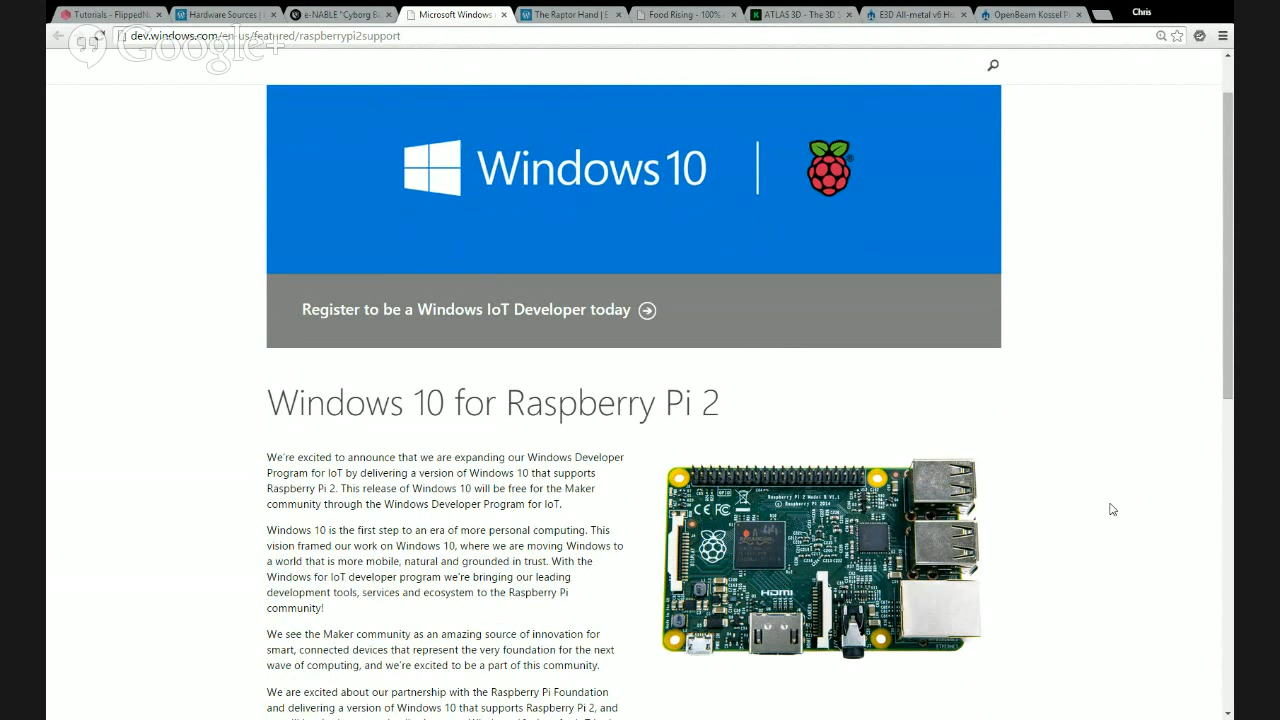 Tutorials - FlippedN
Hardware Sources |
e-NABLE "Cyborg B
Microsoft Windows
The Raptor Hand | E
Food Rising - 100%
ATLAS 3D - The 3D S
E3D All-metal v6 Ho
OpenBeam Kossel P
Chris
dev.windows.com/en-us/featured/raspberrypi2support
Google+
Windows 10
Register to be a Windows IoT Developer today
Windows 10 for Raspberry Pi 2
We're excited to announce that we are expanding our Windows Developer
Program for IoT by delivering a version of Windows 10 that supports
Raspberry Pi 2. This release of Windows 10 will be free for the Maker
community through the Windows Developer Program for IoT.
Windows 10 is the first step to an era of more personal computing. This
vision framed our work on Windows 10, where we are moving Windows to
a world that is more mobile, natural and grounded in trust. With the
Windows for IoT developer program we're bringing our leading
development tools, services and ecosystem to the Raspberry Pi
community!
We see the Maker community as an amazing source of innovation for
smart, connected devices that represent the very foundation for the next
wave of computing, and we're excited to be a part of this community.
We are excited about our partnership with the Raspberry Pi Foundation
and delivering a version of Windows 10 that supports Raspberry Pi 2, and
Raspberry Pi 2 Model B V1.1
© Raspberry Pi 2014
DISPLAY
HDMI
CAMERA